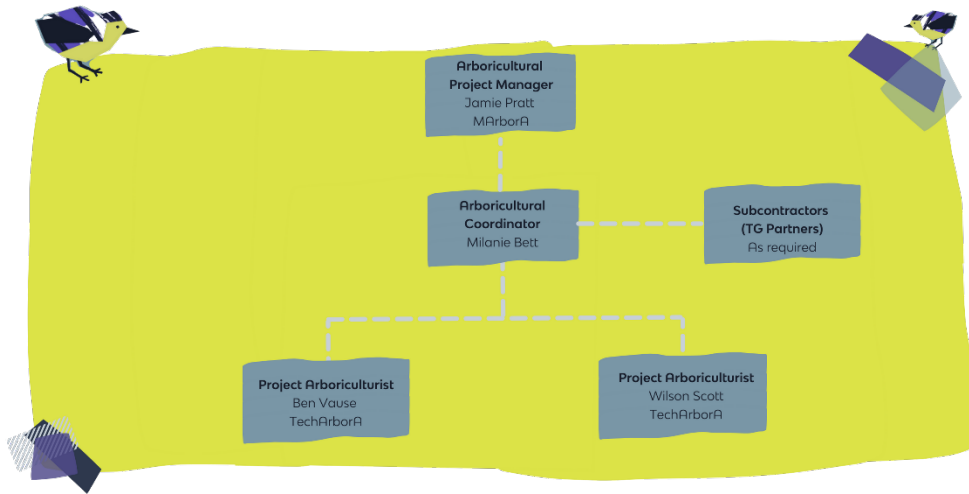 Arboricultural
Project Manager
Jamie Pratt
MArborA
Arboricultural
Coordinator
Milanie Bett
Subcontractors
(TG Partners)
As required
Project Arboriculturist
Ben Vause
TechArborA
Project Arboriculturist
Wilson Scott
TechArborA